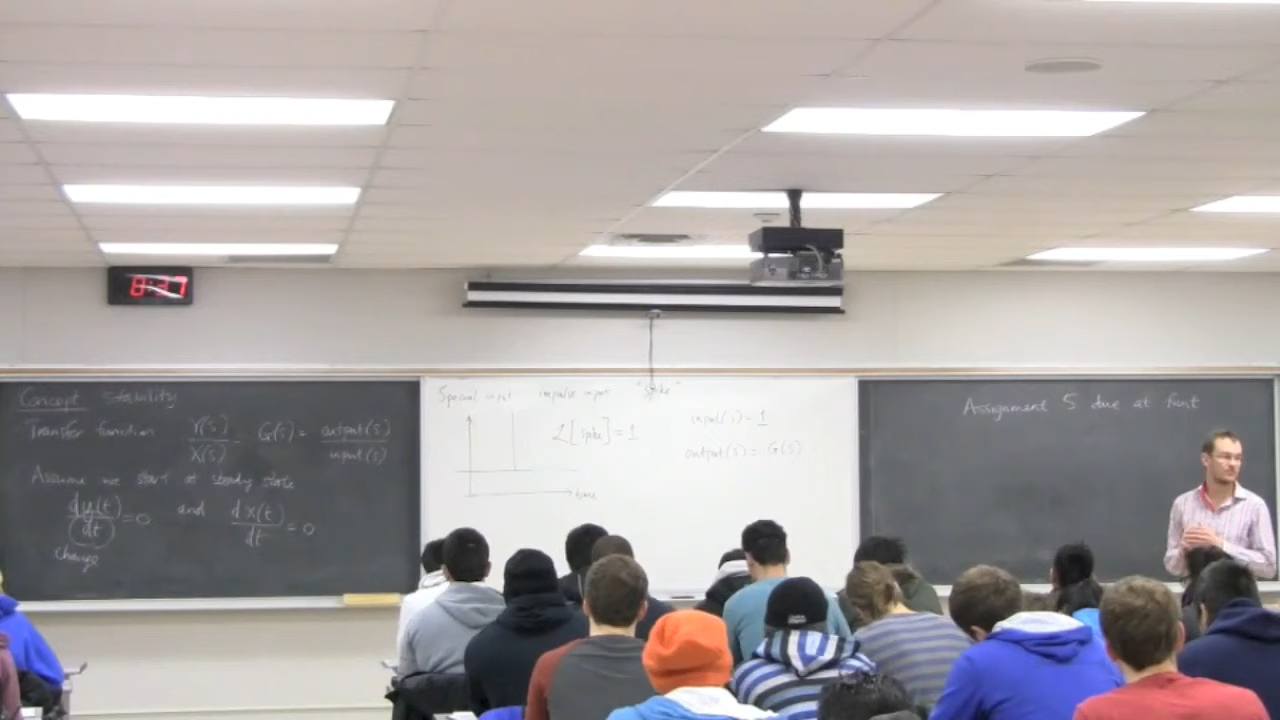 8:37
Concept Stability
Transfer function Y(s)/X(s) = G(s) = output(s)/input(s)
Assume we start at steady state
dy(t)/dt = 0 and dx(t)/dt = 0
change
Special input impulse input "spike"
L[spike] = 1
time
input(s) = 1
output(s) = G(s)
Assignment 5 due at front